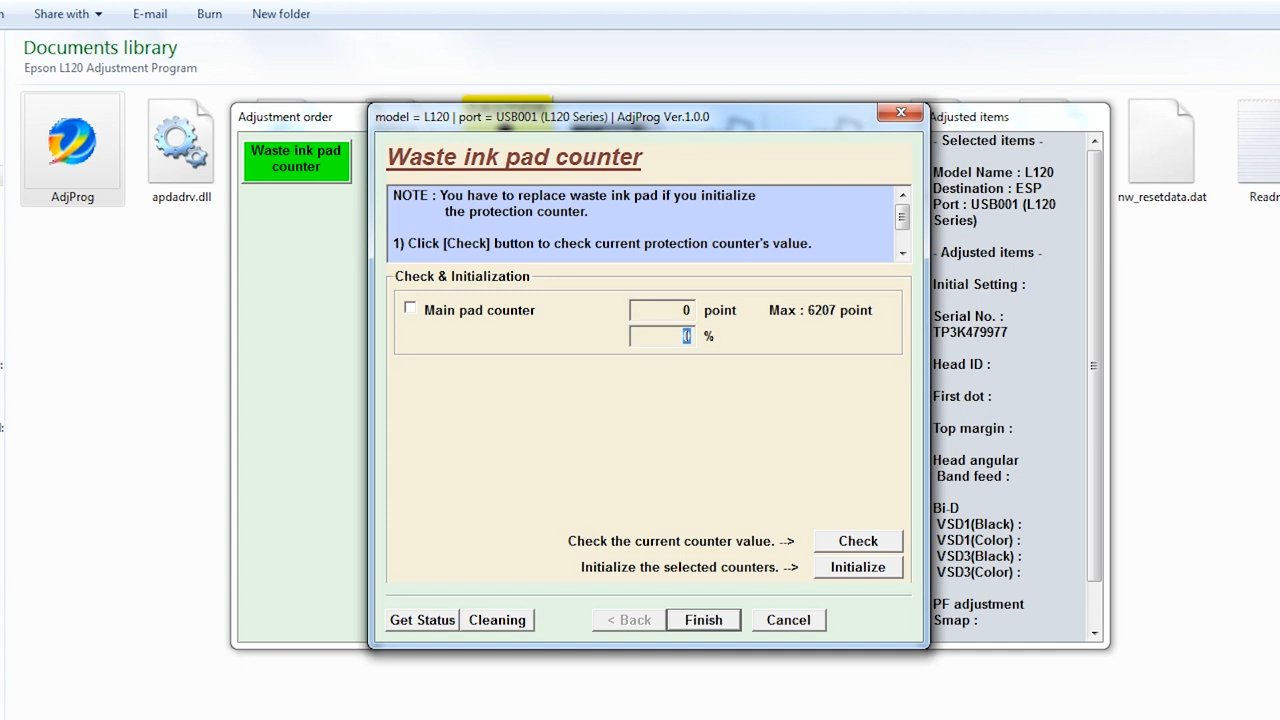 Share with
E-mail
Burn
New folder
Documents library
Epson L120 Adjustment Program
AdjProg
apdadrv.dll
nw_resetdata.dat
Adjustment order
Waste ink pad
counter
model = L120 | port = USB001 (L120 Series) | AdjProg Ver.1.0.0
Waste ink pad counter
NOTE : You have to replace waste ink pad if you initialize
the protection counter.
1) Click [Check] button to check current protection counter's value.
Check & Initialization
Main pad counter
0 point
Max : 6207 point
0 %
Check the current counter value. --> Check
Initialize the selected counters. --> Initialize
Get Status
Cleaning
< Back
Finish
Cancel
Adjusted items
- Selected items -
Model Name : L120
Destination : ESP
Port : USB001 (L120
Series)
- Adjusted items -
Initial Setting :
Serial No. :
TP3K479977
Head ID :
First dot :
Top margin :
Head angular
Band feed :
Bi-D
VSD1(Black) :
VSD1(Color) :
VSD3(Black) :
VSD3(Color) :
PF adjustment
Smap :